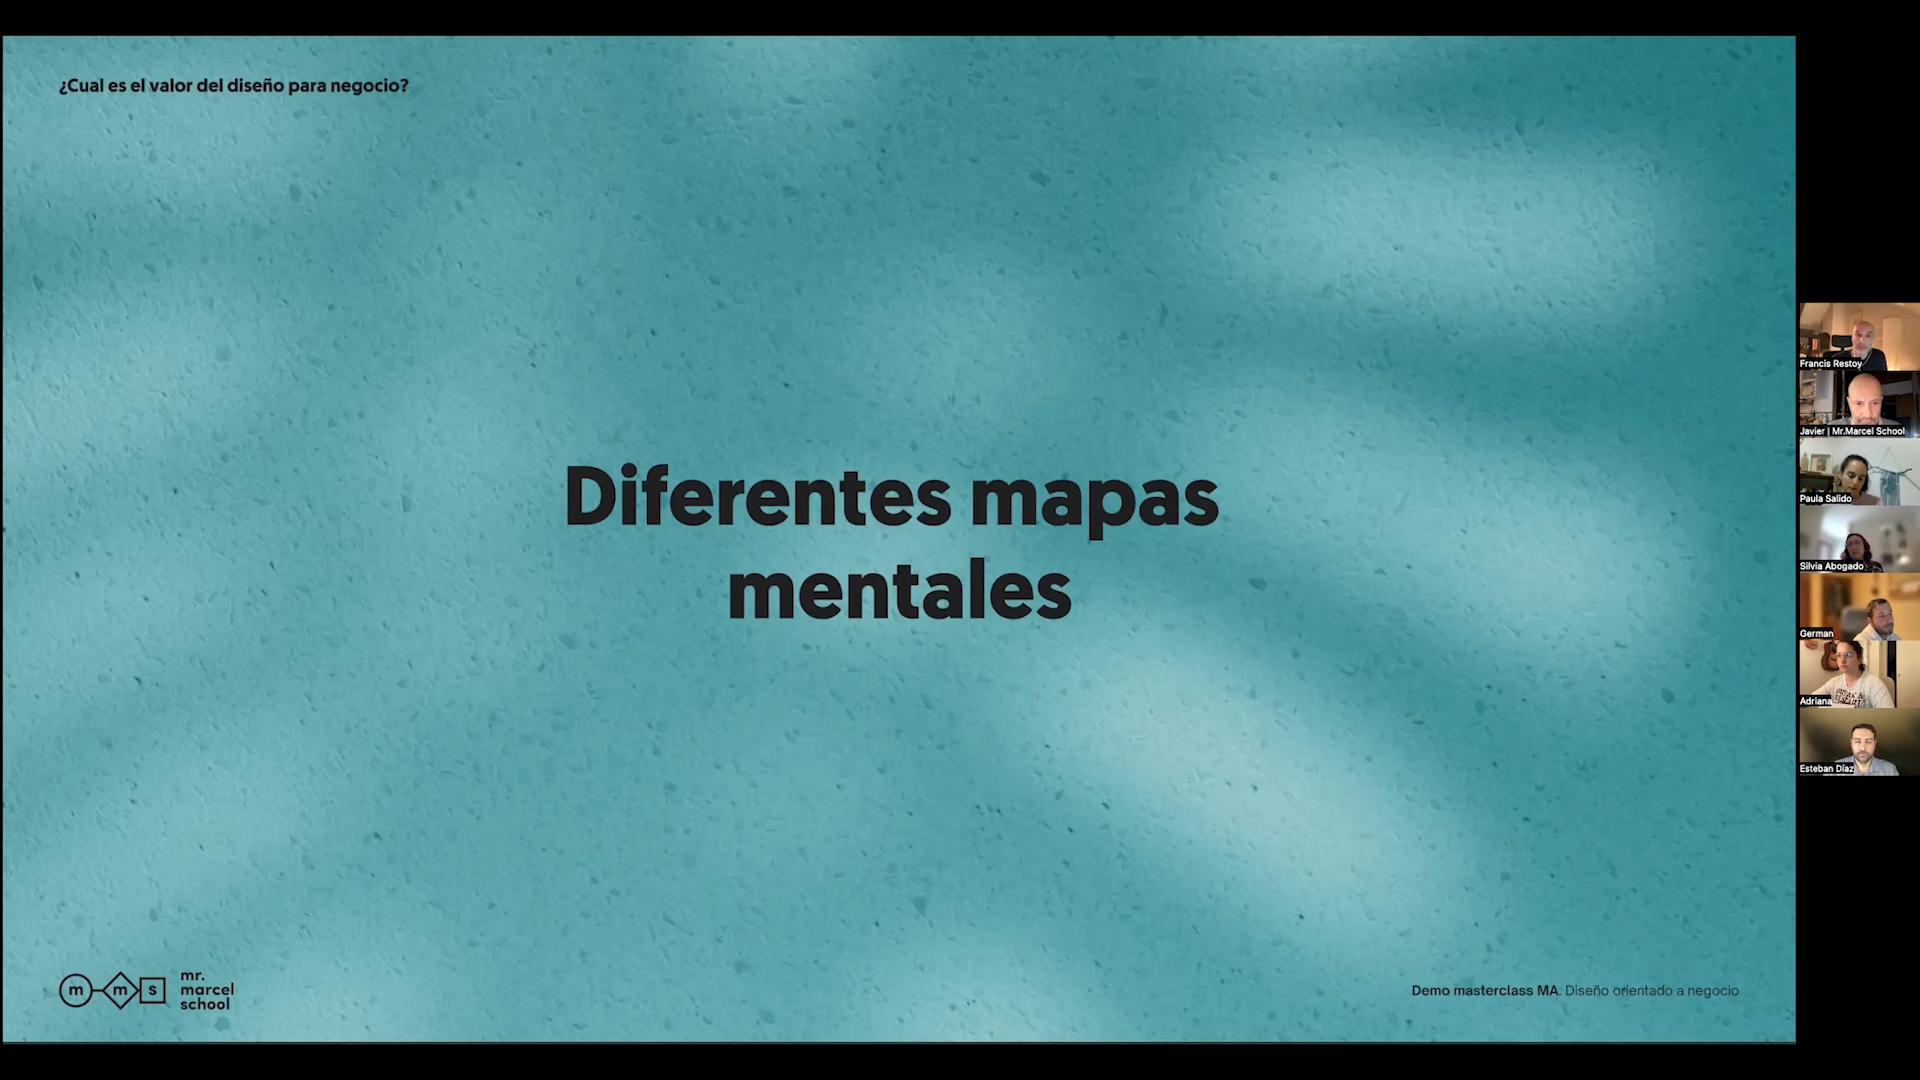 ¿Cual es el valor del diseño para negocio?
Diferentes mapas
mentales
m m s
mr.
marcel
school
Demo masterclass MA. Diseño orientado a negocio
Francis Restoy
Javier | Mr.Marcel School
Paula Salido
Silvia Abogado
German
Adriana
Esteban Díaz